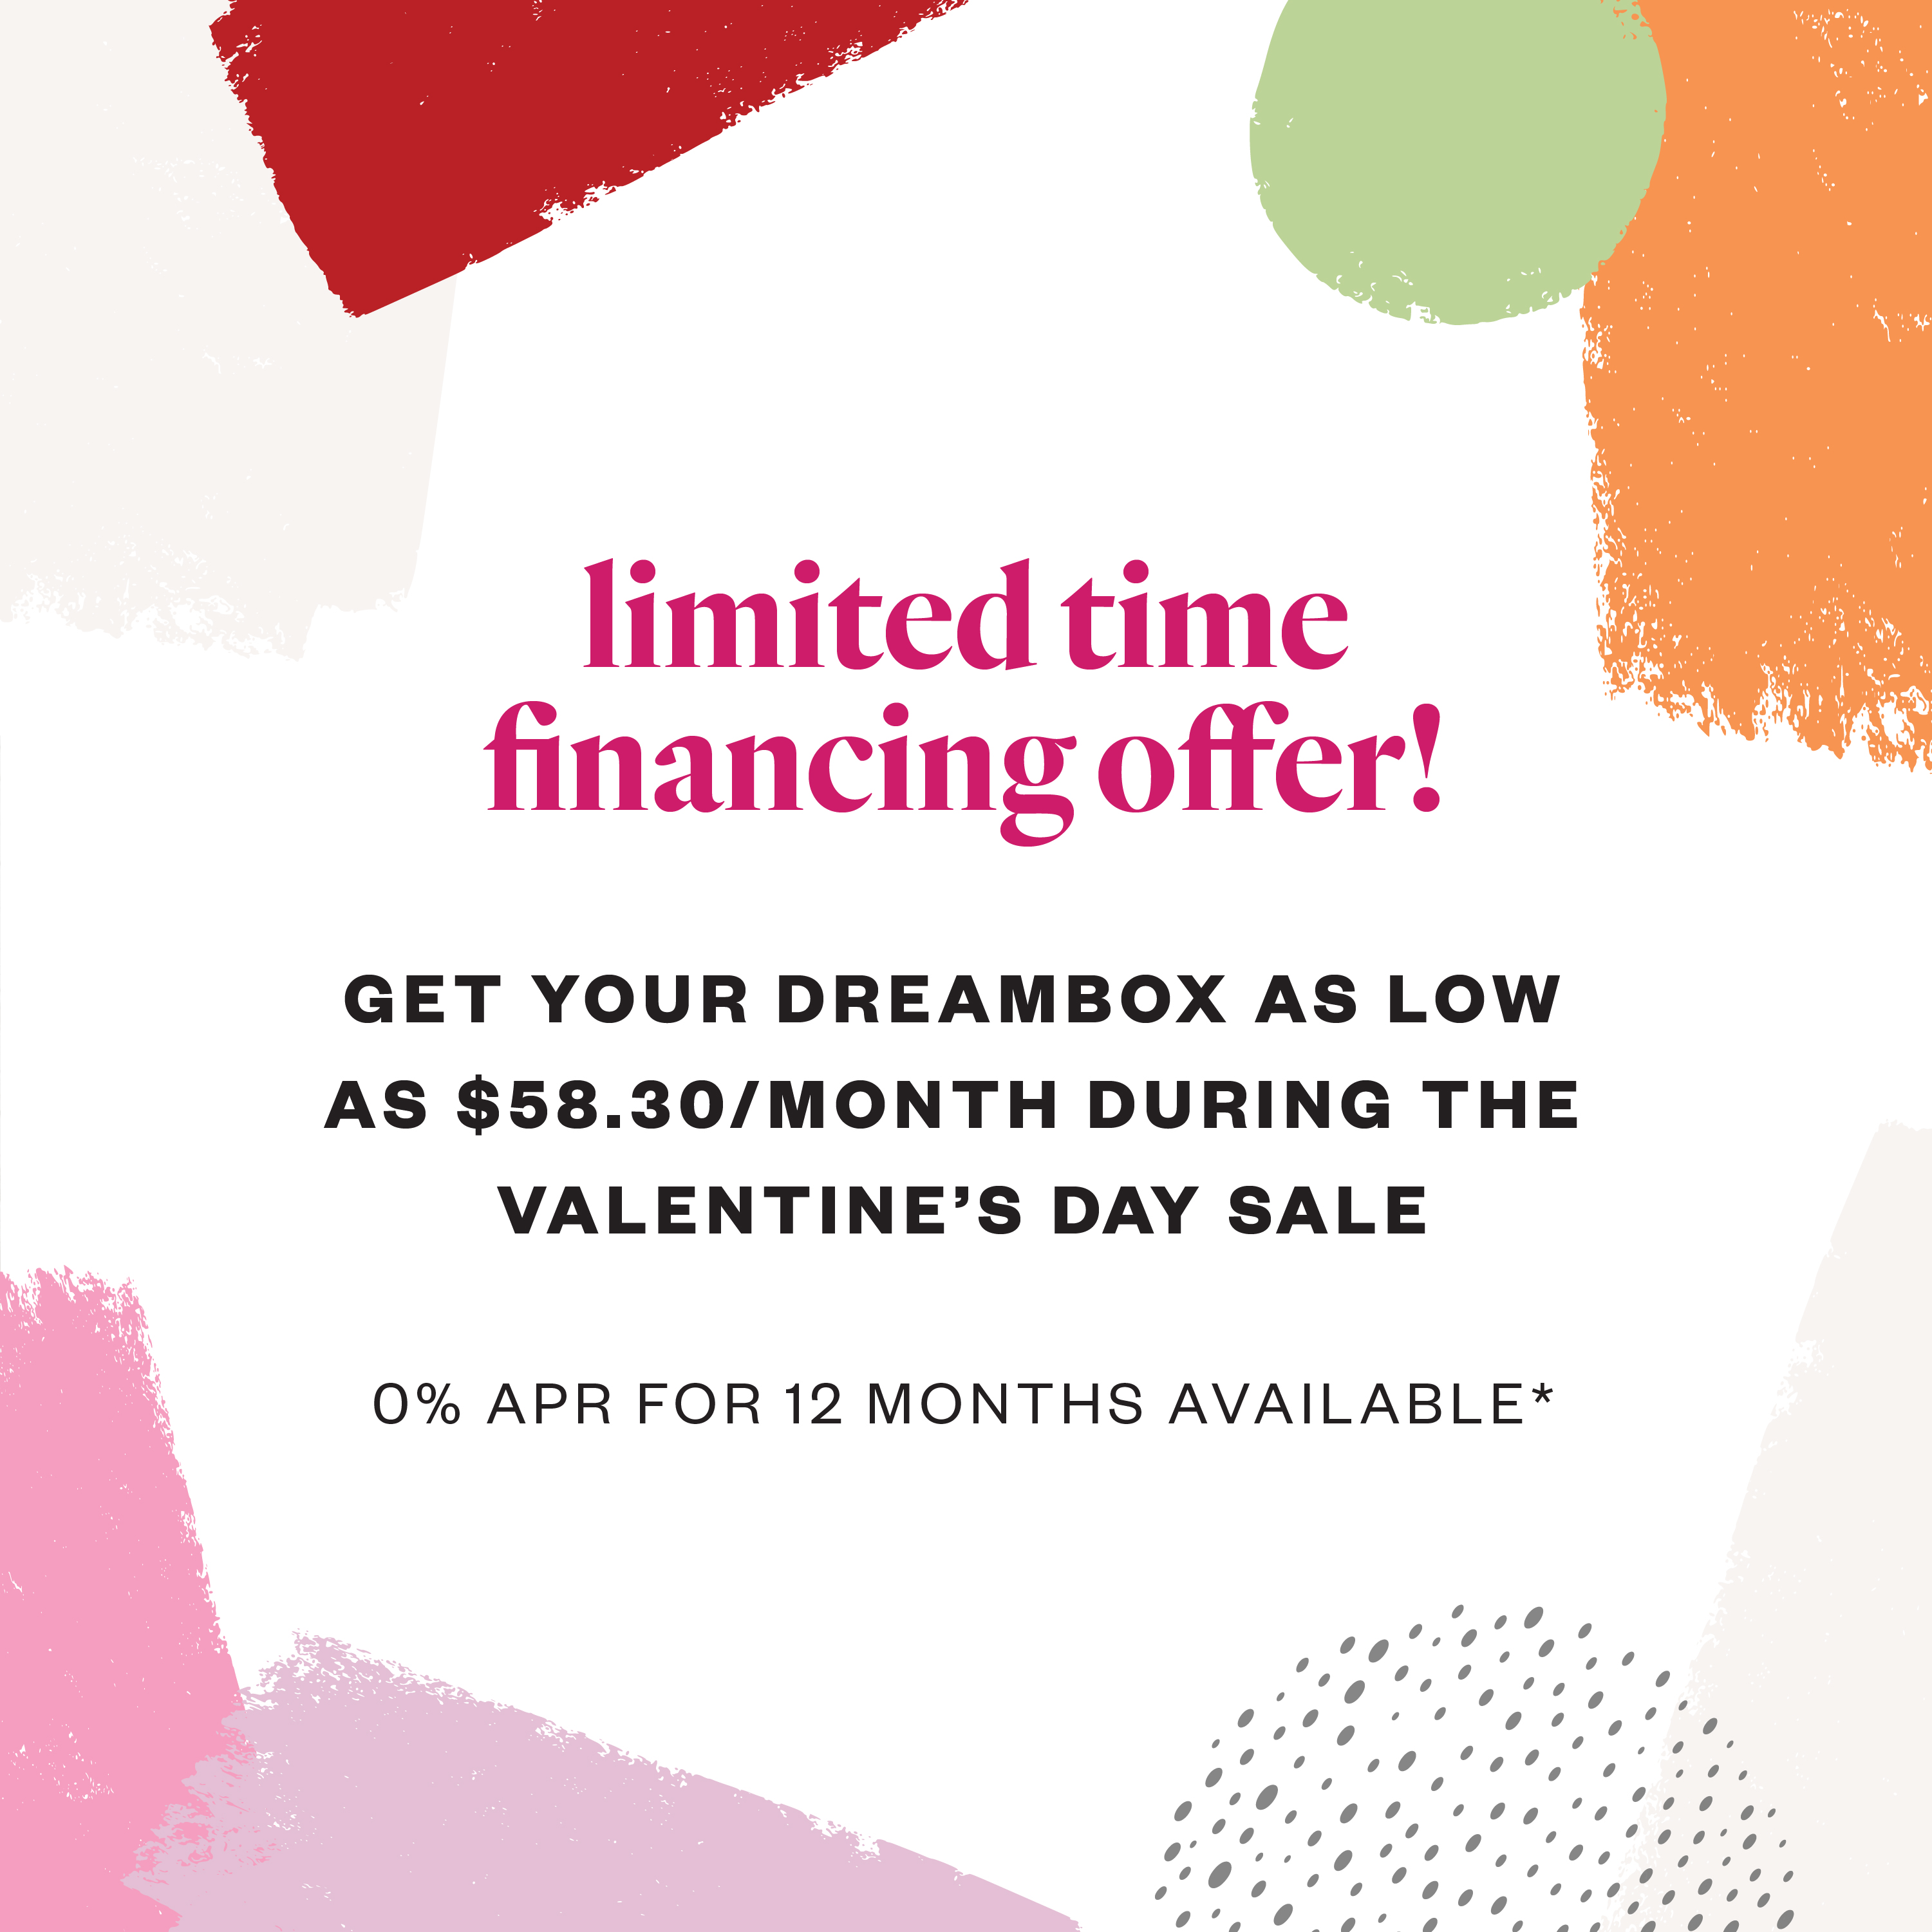 limited time
financing offer!
GET YOUR DREAMBOX AS LOW
AS $58.30/MONTH DURING THE
VALENTINE’S DAY SALE
0% APR FOR 12 MONTHS AVAILABLE*